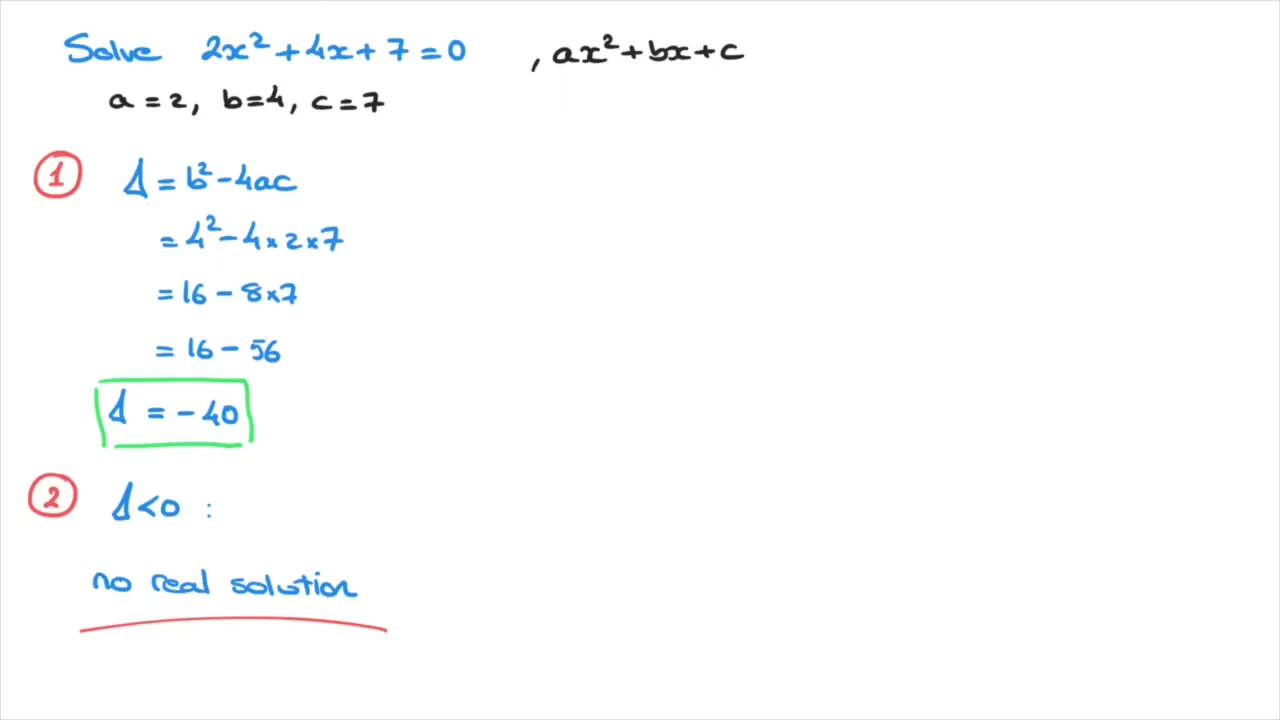 Solve 2x² + 4x + 7 = 0 , ax² + bx + c
a = 2, b = 4, c = 7
1 Δ = b² - 4ac
= 4² - 4 × 2 × 7
= 16 - 8 × 7
= 16 - 56
Δ = - 40
2 Δ < 0 :
no real solution